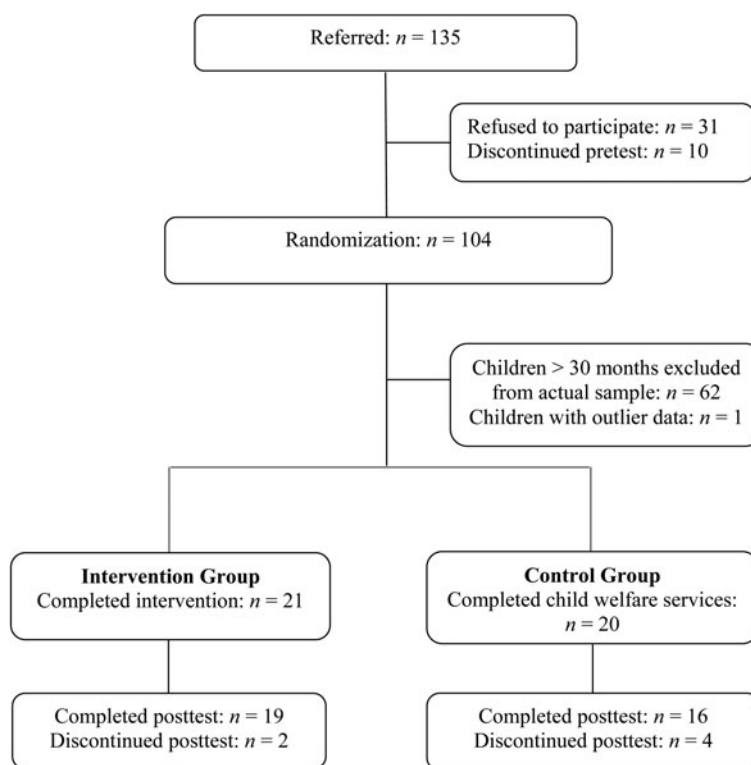 Referred: n = 135
Refused to participate: n = 31
Discontinued pretest: n = 10
Randomization: n = 104
Children > 30 months excluded
from actual sample: n = 62
Children with outlier data: n = 1
Intervention Group
Completed intervention: n = 21
Control Group
Completed child welfare services:
n = 20
Completed posttest: n = 19
Discontinued posttest: n = 2
Completed posttest: n = 16
Discontinued posttest: n = 4